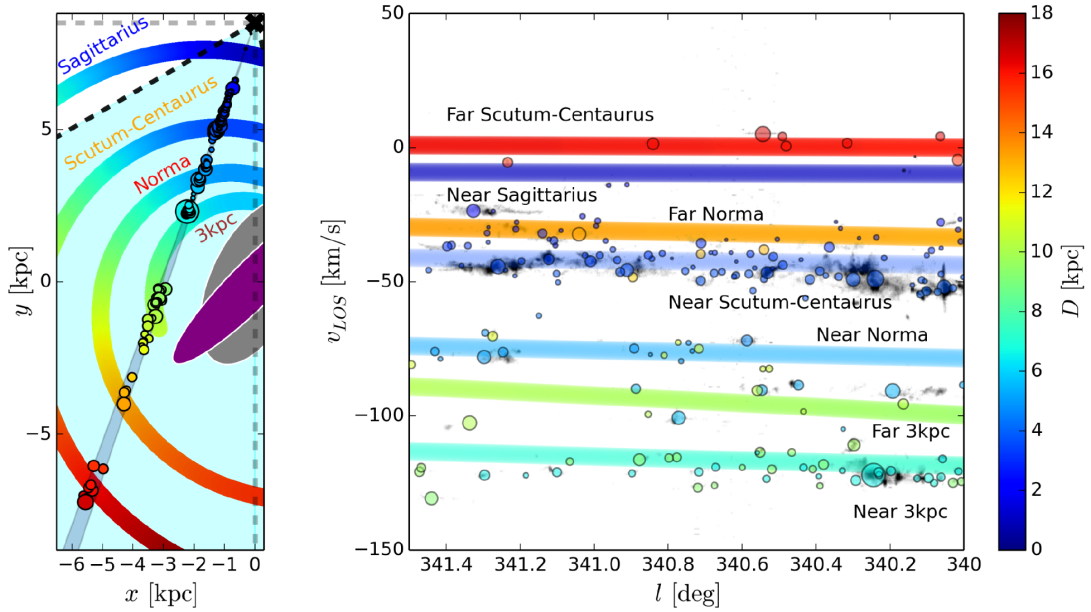 Sagittarius
Scutum-Centaurus
Norma
3kpc
5
0
−5
y [kpc]
−6 −5 −4 −3 −2 −1 0
x [kpc]
50
0
−50
−100
−150
v_LOS [km/s]
Far Scutum-Centaurus
Near Sagittarius
Far Norma
Near Scutum-Centaurus
Near Norma
Far 3kpc
Near 3kpc
341.4 341.2 341.0 340.8 340.6 340.4 340.2 340
l [deg]
18
16
14
12
10
8
6
4
2
0
D [kpc]